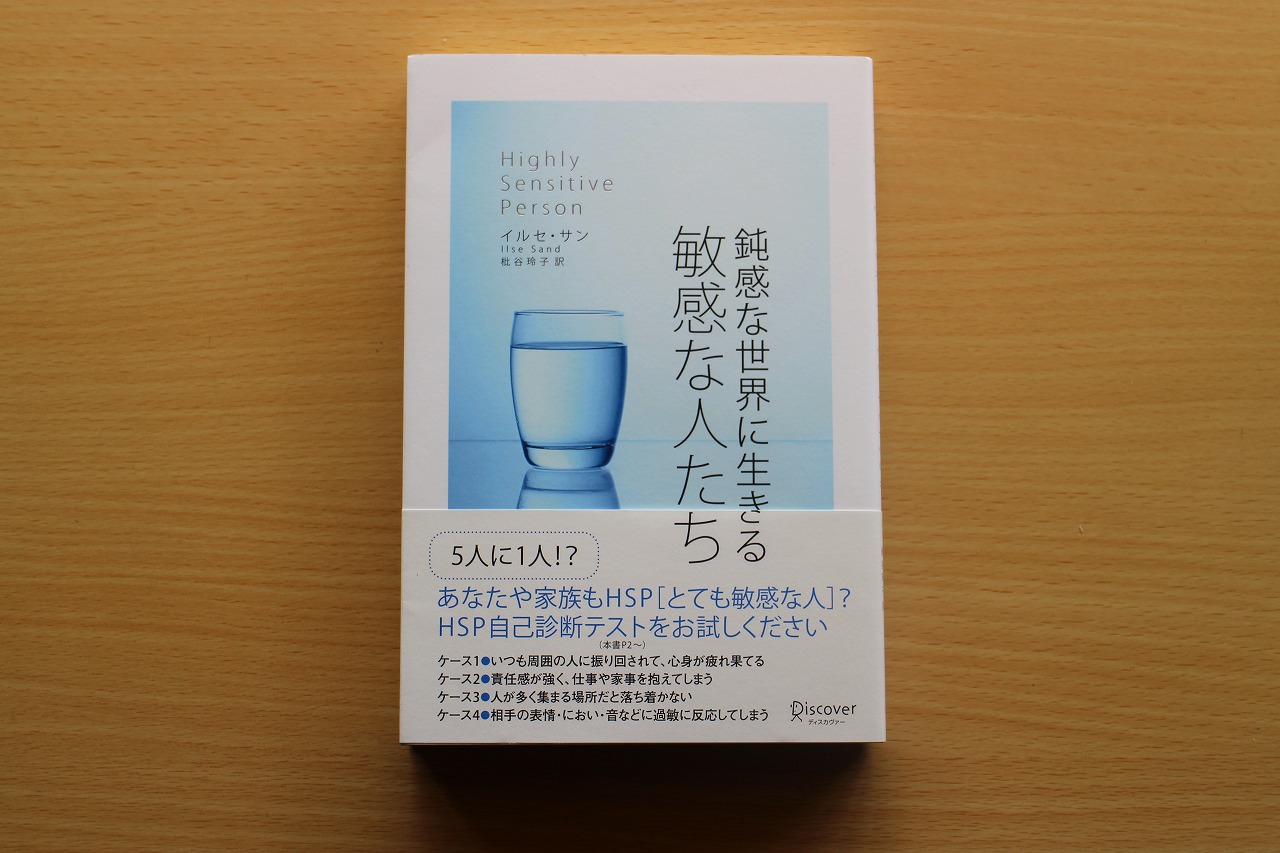 Highly
Sensitive
Person
イルセ・サン
Ilse Sand
枇谷玲子 訳
鈍感な世界に生きる
敏感な人たち
5人に1人!?
あなたや家族もHSP[とても敏感な人]?
HSP自己診断テストをお試しください
(本書P2〜)
ケース1●いつも周囲の人に振り回されて、心身が疲れ果てる
ケース2●責任感が強く、仕事や家事を抱えてしまう
ケース3●人が多く集まる場所だと落ち着かない
ケース4●相手の表情・におい・音などに過敏に反応してしまう
Discover
ディスカヴァー